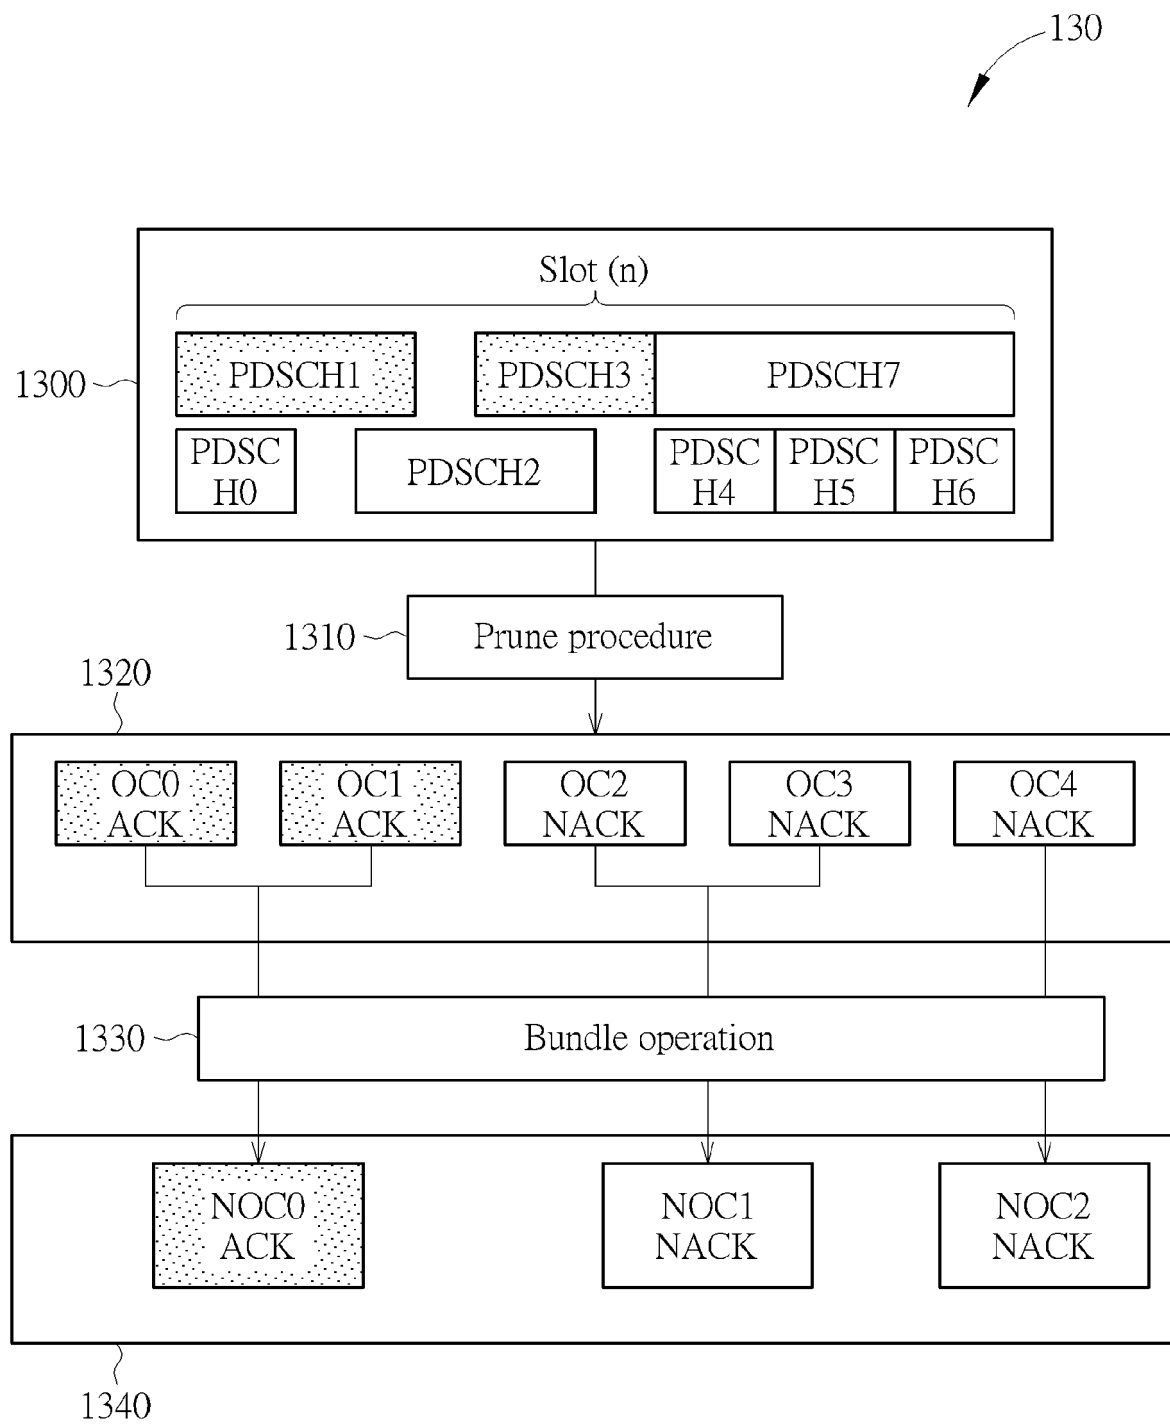 130
Slot (n)
1300
PDSCH1
PDSCH3
PDSCH7
PDSC
H0
PDSCH2
PDSC
H4
PDSC
H5
PDSC
H6
1310
Prune procedure
1320
OC0
ACK
OC1
ACK
OC2
NACK
OC3
NACK
OC4
NACK
1330
Bundle operation
NOC0
ACK
NOC1
NACK
NOC2
NACK
1340